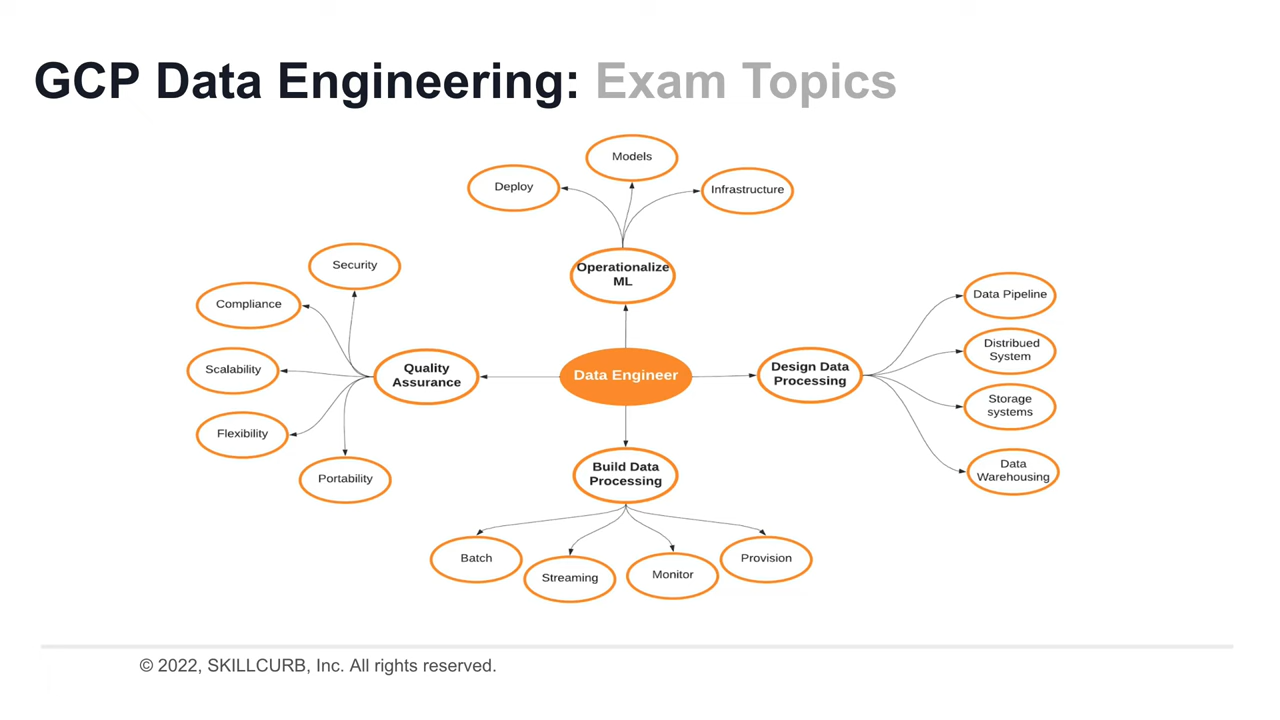 GCP Data Engineering: Exam Topics
Models
Deploy
Infrastructure
Operationalize
ML
Security
Compliance
Scalability
Flexibility
Portability
Quality
Assurance
Data Engineer
Design Data
Processing
Data Pipeline
Distribued
System
Storage
systems
Data
Warehousing
Build Data
Processing
Batch
Streaming
Monitor
Provision
© 2022, SKILLCURB, Inc. All rights reserved.